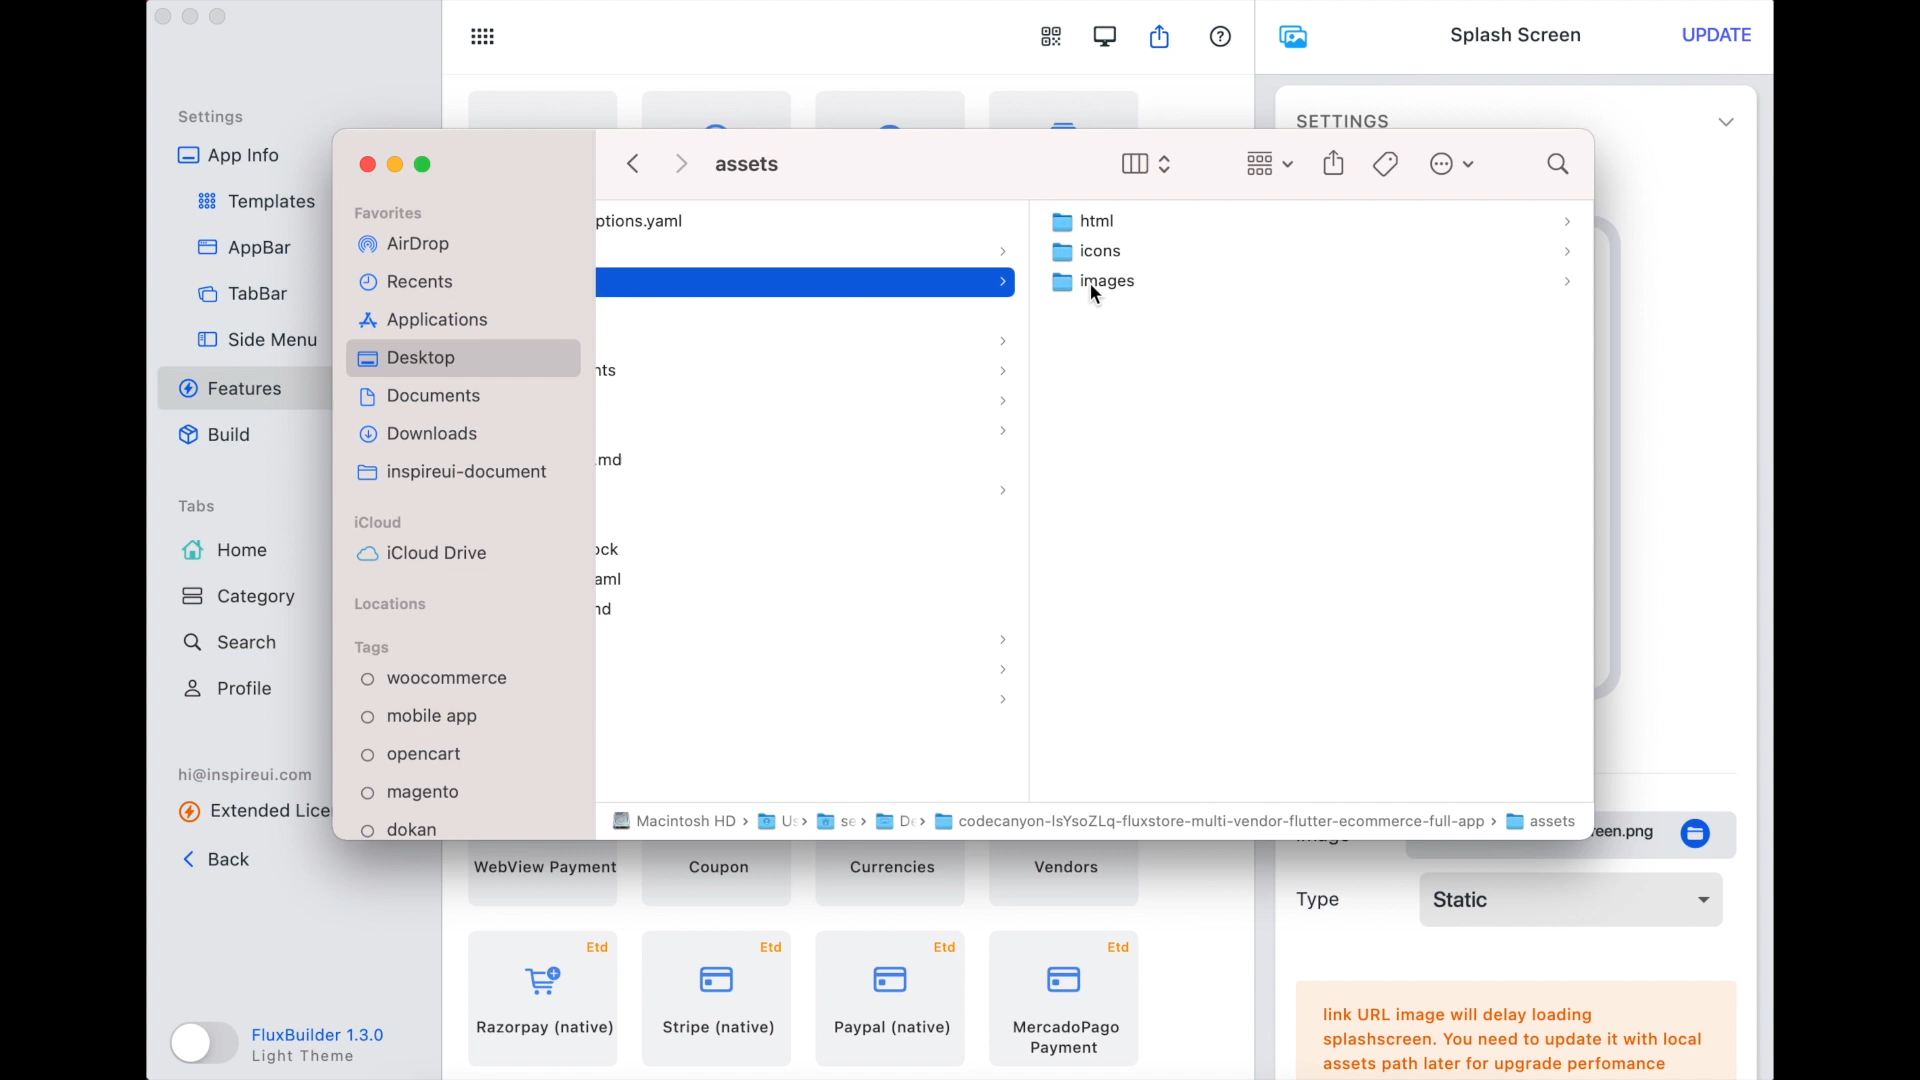 Splash Screen
UPDATE
Settings
App Info
Templates
AppBar
TabBar
Side Menu
Features
Build
Tabs
Home
Category
Search
Profile
hi@inspireui.com
Extended Lice
Back
FluxBuilder 1.3.0
Light Theme
SETTINGS
assets
Favorites
AirDrop
Recents
Applications
Desktop
Documents
Downloads
inspireui-document
iCloud
iCloud Drive
Locations
Tags
woocommerce
mobile app
opencart
magento
dokan
ptions.yaml
nts
.md
ock
aml
nd
html
icons
images
Macintosh HD › Us › se › De › codecanyon-IsYsoZLq-fluxstore-multi-vendor-flutter-ecommerce-full-app › assets
WebView Payment
Coupon
Currencies
Vendors
Etd
Razorpay (native)
Etd
Stripe (native)
Etd
Paypal (native)
Etd
MercadoPago
Payment
reen.png
Type
Static
link URL image will delay loading
splashscreen. You need to update it with local
assets path later for upgrade perfomance